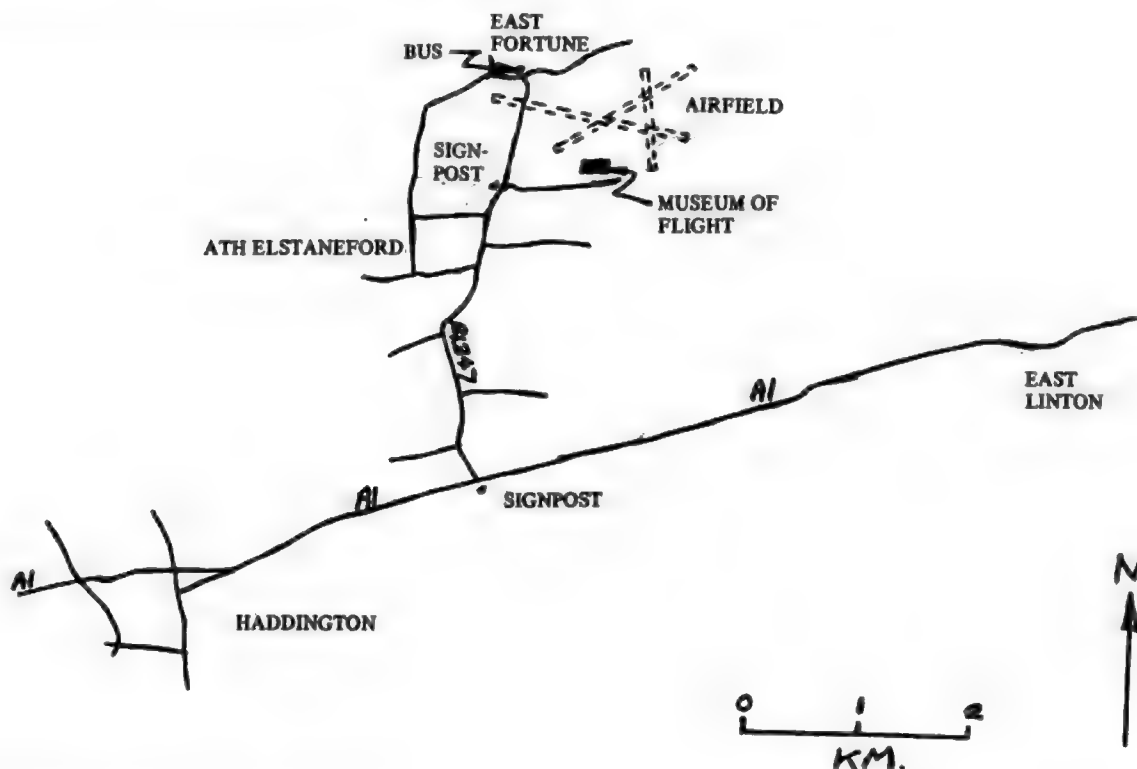 EAST
FORTUNE
BUS
AIRFIELD
SIGN-
POST
MUSEUM OF
FLIGHT
ATH ELSTANEFORD
B1347
A1
EAST
LINTON
A1
SIGNPOST
A1
HADDINGTON
N
0 1 2
KM.